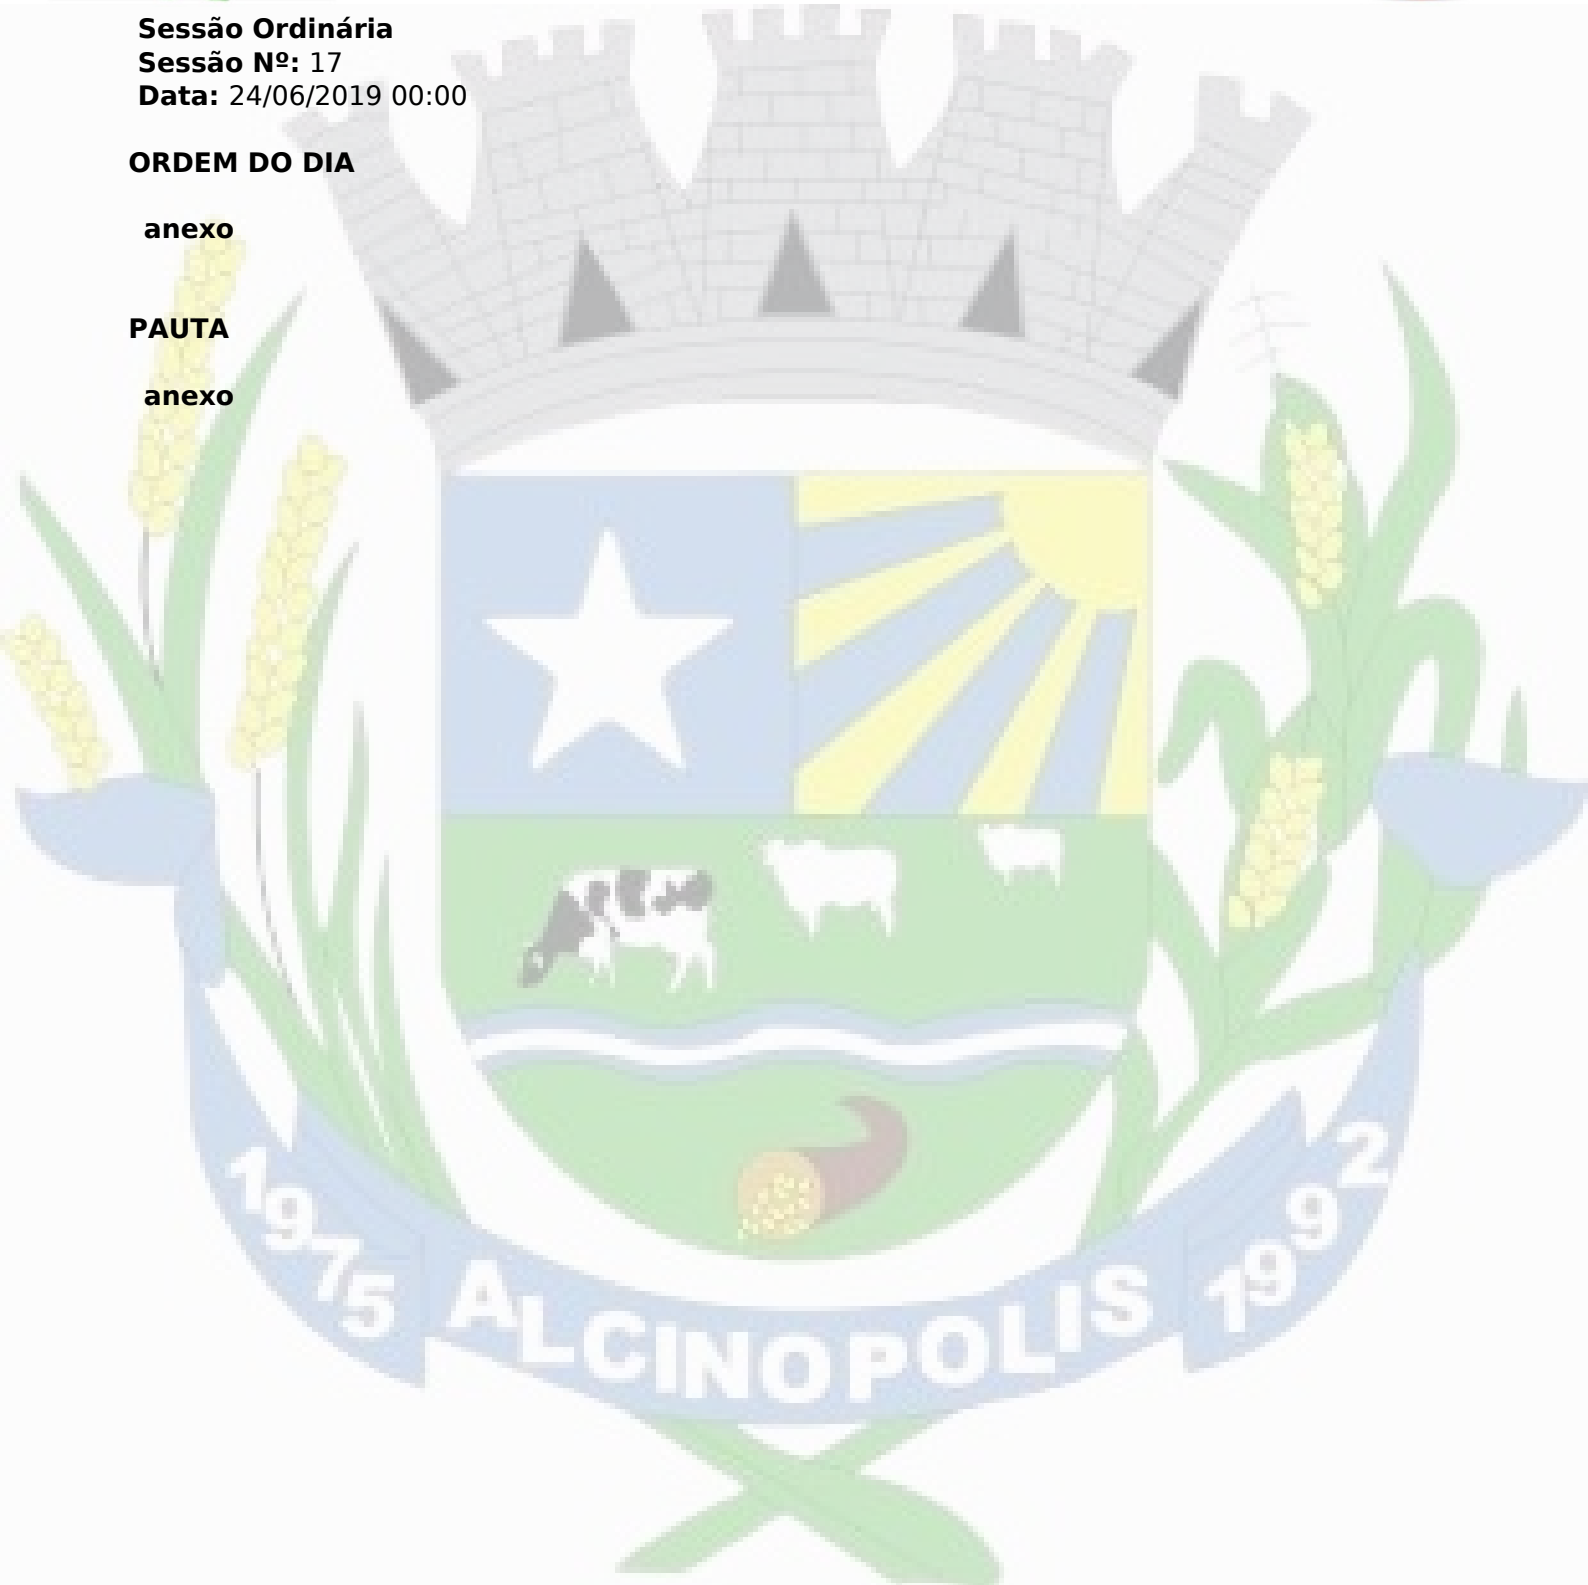 Sessão Ordinária
Sessão Nº: 17
Data: 24/06/2019 00:00
ORDEM DO DIA
anexo
PAUTA
anexo
1975
ALCINOPOLIS
1992